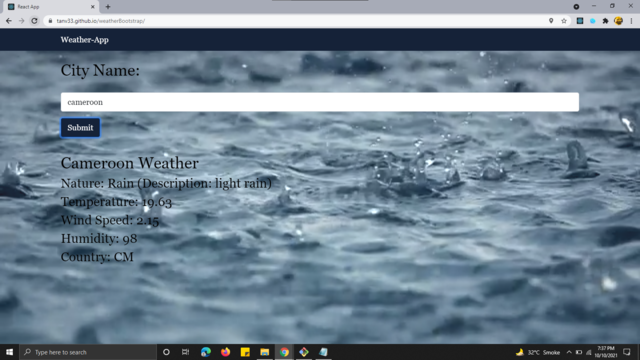 React App
tanv33.github.io/weatherBootstrap/
Weather-App
City Name:
cameroon
Submit
Cameroon Weather
Nature: Rain (Description: light rain)
Temperature: 19.63
Wind Speed: 2.15
Humidity: 98
Country: CM
Type here to search
32°C Smoke
7:37 PM
10/10/2021